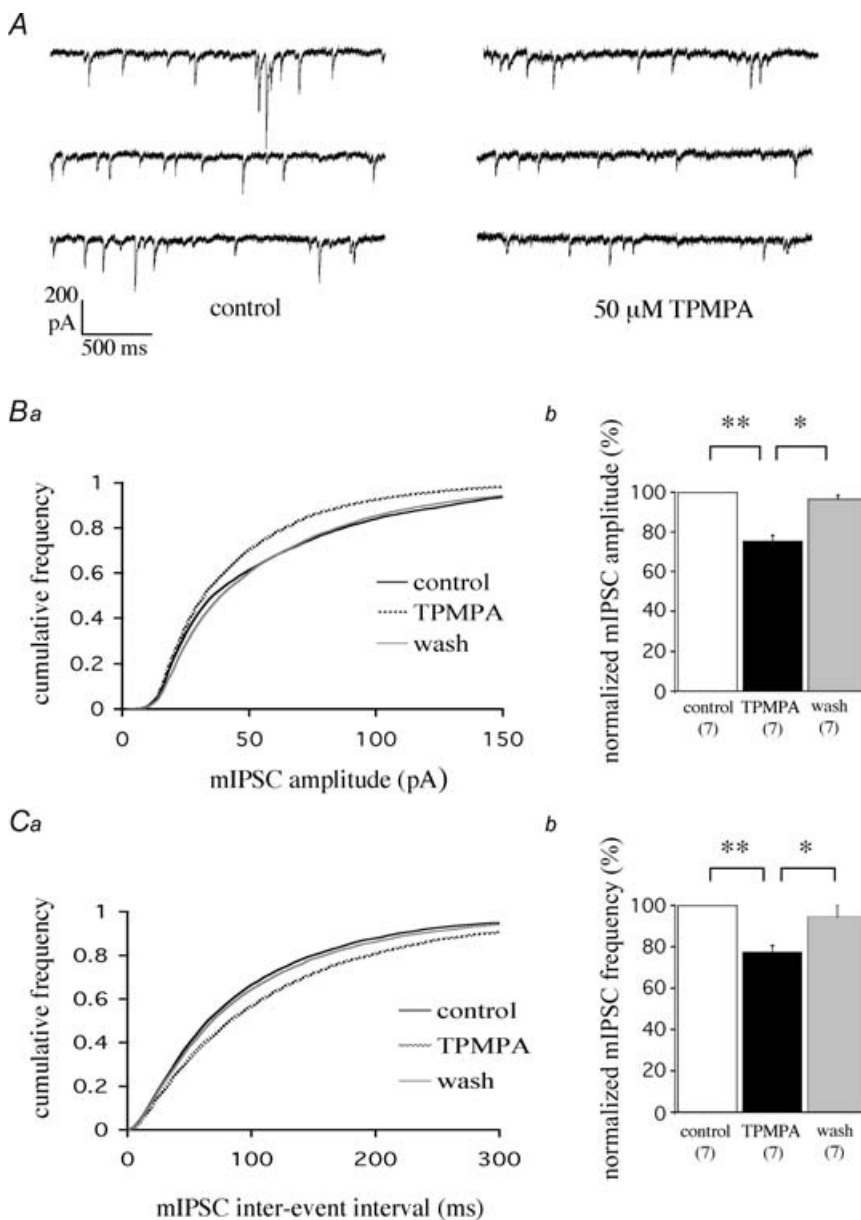 A
200
pA
500 ms
control
50 µM TPMPA
Ba
cumulative frequency
1
0.8
0.6
0.4
0.2
0
0
50
100
150
control
TPMPA
wash
mIPSC amplitude (pA)
b
normalized mIPSC amplitude (%)
**
*
100
80
60
40
20
0
control
(7)
TPMPA
(7)
wash
(7)
Ca
cumulative frequency
1
0.8
0.6
0.4
0.2
0
0
100
200
300
control
TPMPA
wash
mIPSC inter-event interval (ms)
b
normalized mIPSC frequency (%)
**
*
100
80
60
40
20
0
control
(7)
TPMPA
(7)
wash
(7)